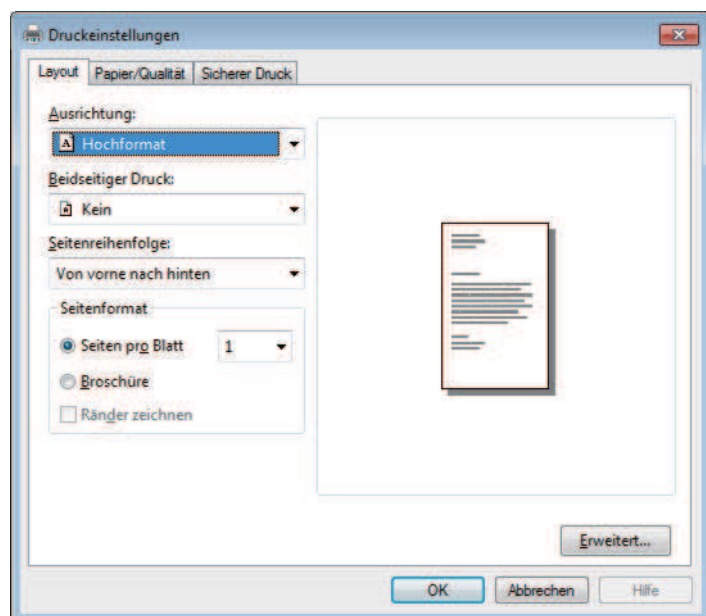 Druckeinstellungen
Layout Papier/Qualität Sicherer Druck
Ausrichtung:
A Hochformat
Beidseitiger Druck:
Kein
Seitenreihenfolge:
Von vorne nach hinten
Seitenformat
Seiten pro Blatt 1
Broschüre
Ränder zeichnen
Erweitert...
OK Abbrechen Hilfe